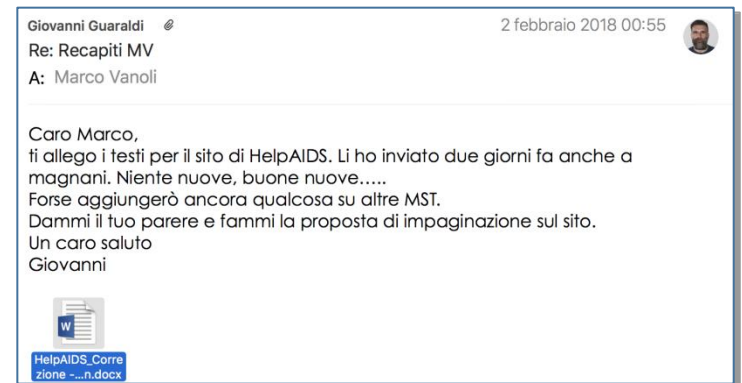 Giovanni Guaraldi
2 febbraio 2018 00:55
Re: Recapiti MV
A: Marco Vanoli
Caro Marco,
ti allego i testi per il sito di HelpAIDS. Li ho inviato due giorni fa anche a
magnani. Niente nuove, buone nuove.....
Forse aggiungerò ancora qualcosa su altre MST.
Dammi il tuo parere e fammi la proposta di impaginazione sul sito.
Un caro saluto
Giovanni
W
HelpAIDS_Corre
zione -...n.docx